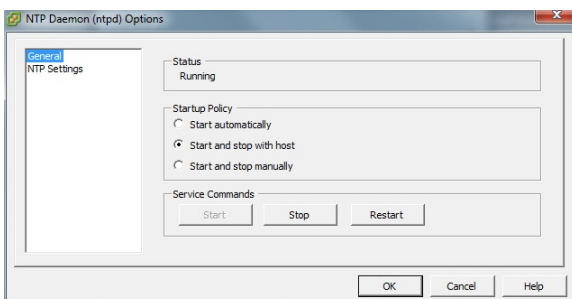 NTP Daemon (ntpd) Options
General
NTP Settings
Status
Running
Startup Policy
Start automatically
Start and stop with host
Start and stop manually
Service Commands
Start
Stop
Restart
OK
Cancel
Help